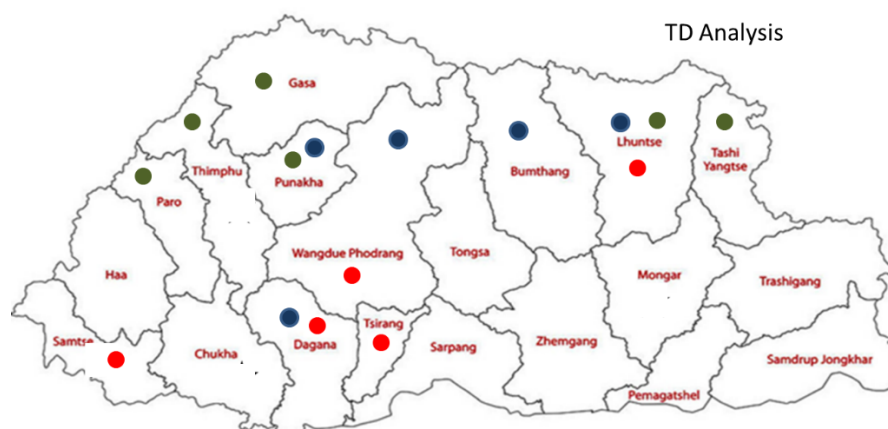 TD Analysis
Gasa
Lhuntse
Tashi
Yangtse
Thimphu
Punakha
Bumthang
Paro
Wangdue Phodrang
Tongsa
Haa
Mongar
Trashigang
Tsirang
Samtse
Dagana
Zhemgang
Chukha
Sarpang
Samdrup Jongkhar
Pemagatshel